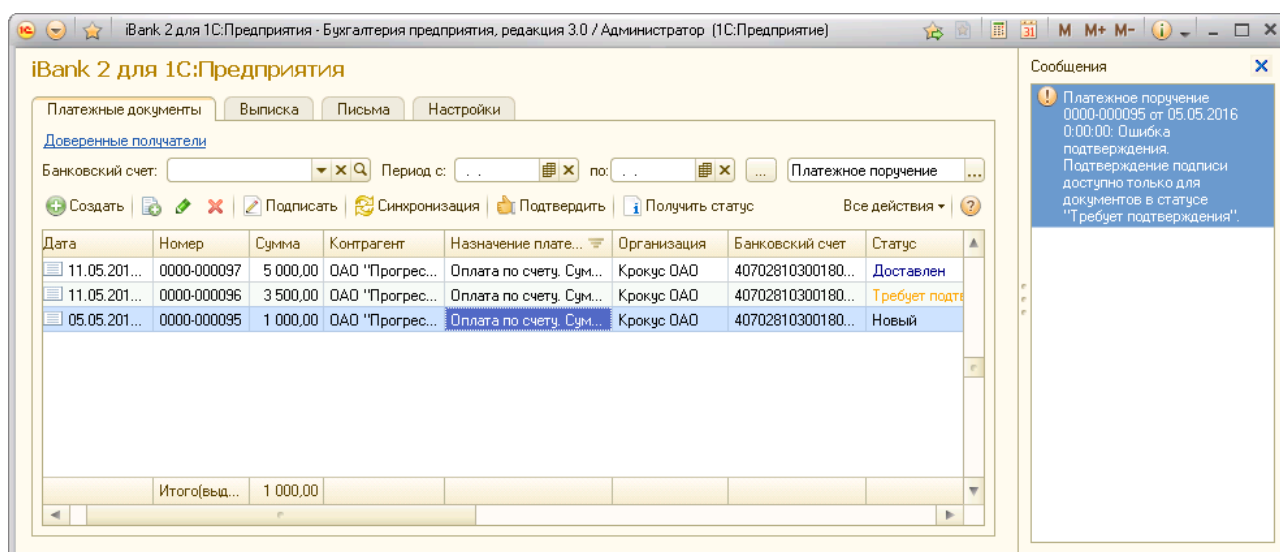 iBank 2 для 1С:Предприятия - Бухгалтерия предприятия, редакция 3.0 / Администратор (1С:Предприятие)
31 M M+ M-
iBank 2 для 1С:Предприятия
Платежные документы Выписка Письма Настройки
Доверенные получатели
Банковский счет: Период с: . . по: . . ... Платежное поручение ...
Создать Подписать Синхронизация Подтвердить Получить статус Все действия
Дата Номер Сумма Контрагент Назначение плате... Организация Банковский счет Статус
11.05.201... 0000-000097 5 000,00 ОАО "Прогрес... Оплата по счету. Сум... Крокус ОАО 40702810300180... Доставлен
11.05.201... 0000-000096 3 500,00 ОАО "Прогрес... Оплата по счету. Сум... Крокус ОАО 40702810300180... Требует подтв
05.05.201... 0000-000095 1 000,00 ОАО "Прогрес... Оплата по счету. Сум... Крокус ОАО 40702810300180... Новый
Итого(выд... 1 000,00
Сообщения
Платежное поручение
0000-000095 от 05.05.2016
0:00:00: Ошибка
подтверждения.
Подтверждение подписи
доступно только для
документов в статусе
"Требует подтверждения".